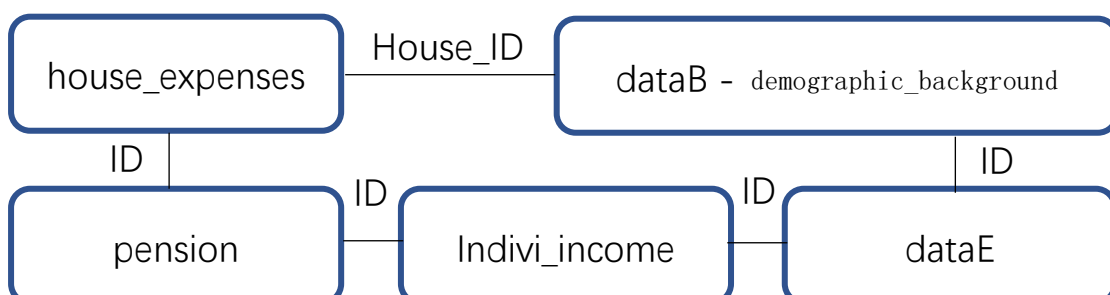 House_ID
house_expenses
dataB - demographic_background
ID
ID
pension
ID
Indivi_income
ID
dataE